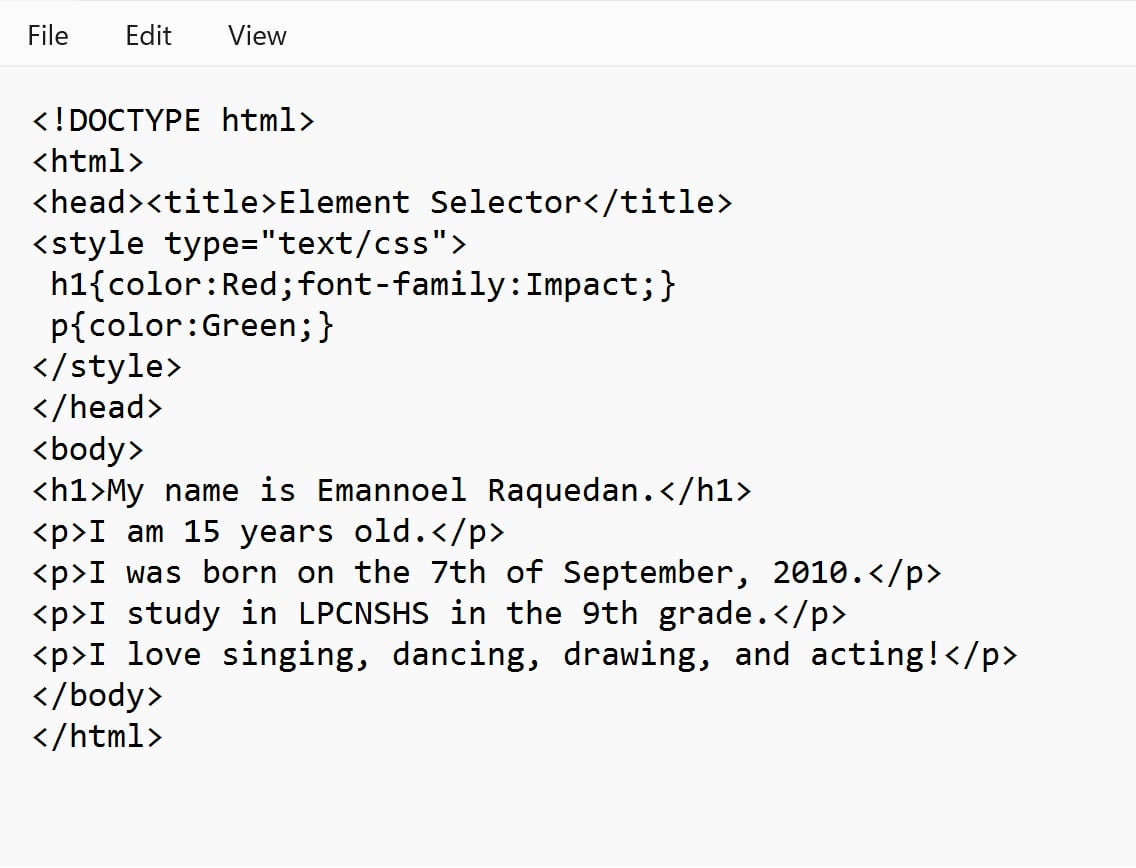 File Edit View
<!DOCTYPE html>
<html>
<head><title>Element Selector</title>
<style type="text/css">
 h1{color:Red;font-family:Impact;}
 p{color:Green;}
</style>
</head>
<body>
<h1>My name is Emannoel Raquedan.</h1>
<p>I am 15 years old.</p>
<p>I was born on the 7th of September, 2010.</p>
<p>I study in LPCNSHS in the 9th grade.</p>
<p>I love singing, dancing, drawing, and acting!</p>
</body>
</html>